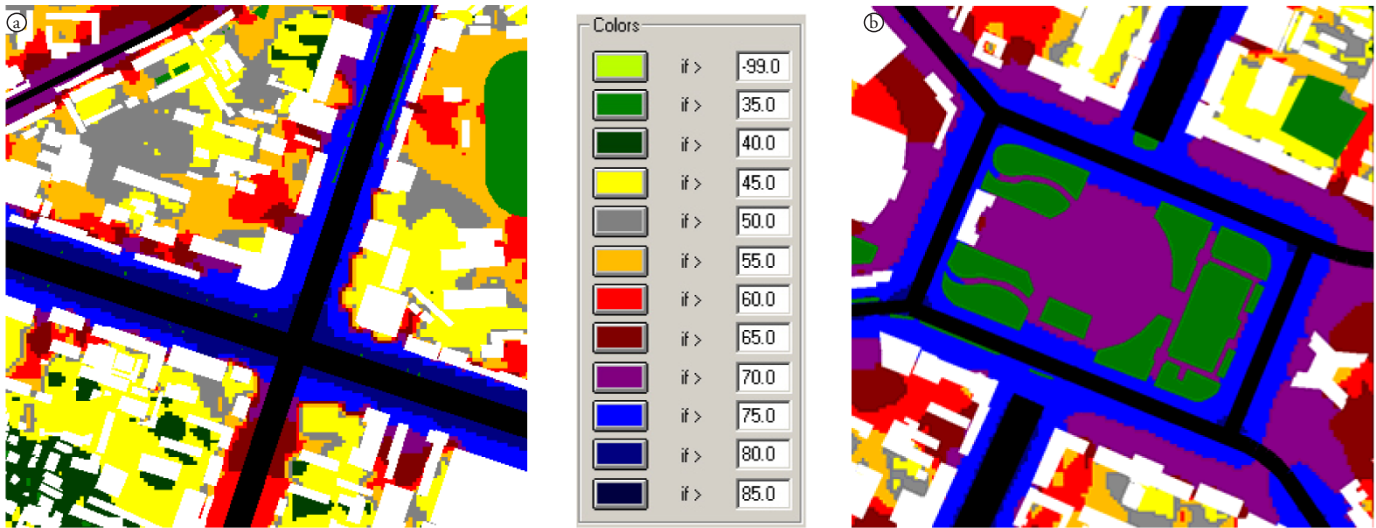 ⓐ
Colors
if > -99.0
if > 35.0
if > 40.0
if > 45.0
if > 50.0
if > 55.0
if > 60.0
if > 65.0
if > 70.0
if > 75.0
if > 80.0
if > 85.0
ⓑ